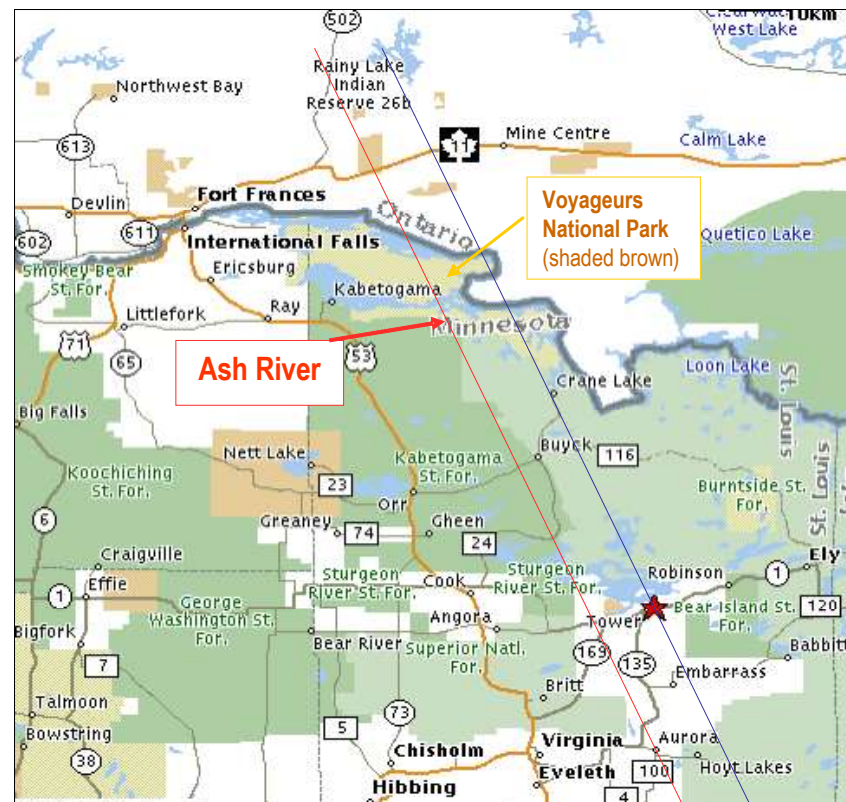 502
Clearwater
West Lake
10km
Rainy Lake
Indian
Reserve 26b
Northwest Bay
613
11
Mine Centre
Calm Lake
Devlin
Fort Frances
Ontario
Voyageurs
National Park
(shaded brown)
Quetico Lake
602
611
International Falls
Smokey Bear
St. For.
Ericsburg
Kabetogama
Littlefork
Ray
Minnesota
71
53
Ash River
65
Loon Lake
Crane Lake
St. Louis
St. Louis
Big Falls
Nett Lake
Kabetogama
St. For.
Buyck
116
Koochiching
St. For.
23
Burntside St.
For.
Orr
6
Greaney
74
Gheen
24
Craigville
Sturgeon
River St. For.
Cook
Sturgeon
River St. For.
Robinson
1
Ely
1
Effie
George
Washington St.
For.
Angora
Tower
Bear Island St.
For.
120
Bigfork
Bear River
Superior Natl.
For.
169
135
Babbitt
7
Embarrass
Talmoon
Britt
5
73
Bowstring
38
Chisholm
Virginia
Aurora
100
Hoyt Lakes
Hibbing
Eveleth
4